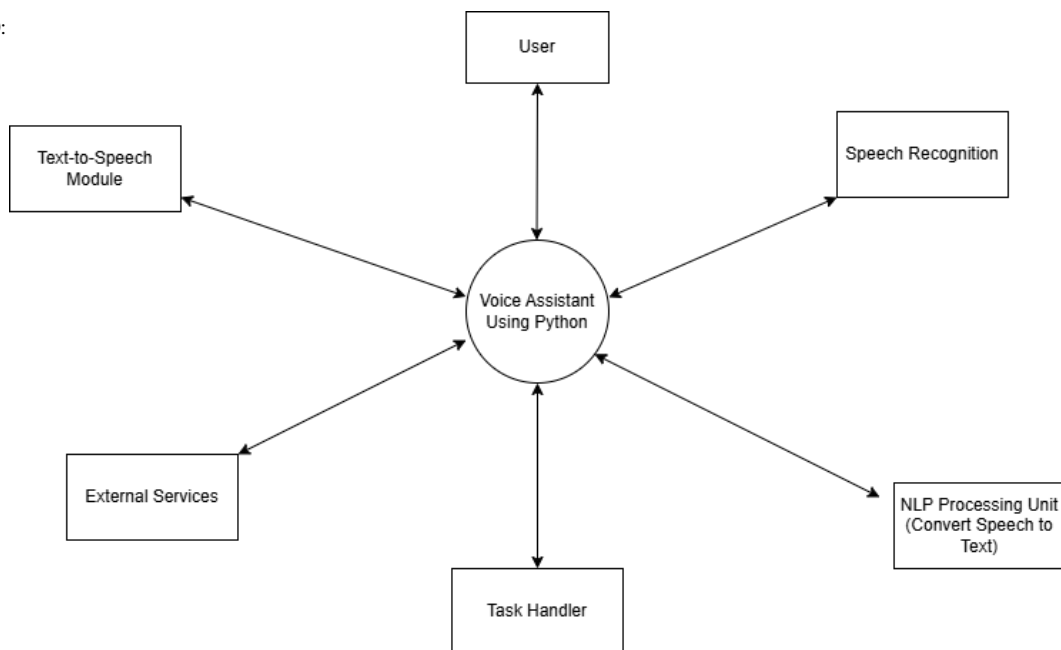 User
Text-to-Speech
Module
Speech Recognition
Voice Assistant
Using Python
External Services
NLP Processing Unit
(Convert Speech to
Text)
Task Handler